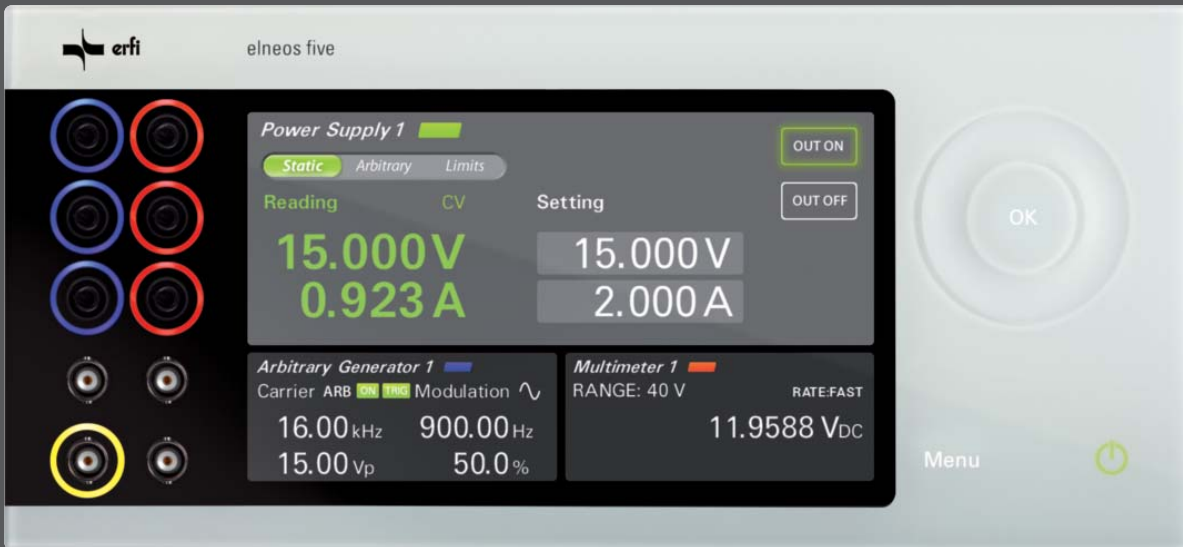 erfi
elneos five
Power Supply 1
Static Arbitrary Limits
OUT ON
Reading CV Setting
OUT OFF
15.000 V 15.000 V
0.923 A 2.000 A
OK
Arbitrary Generator 1
Carrier ARB ON TRIG Modulation
16.00 kHz 900.00 Hz
15.00 Vp 50.0 %
Multimeter 1
RANGE: 40 V RATE:FAST
11.9588 VDC
Menu